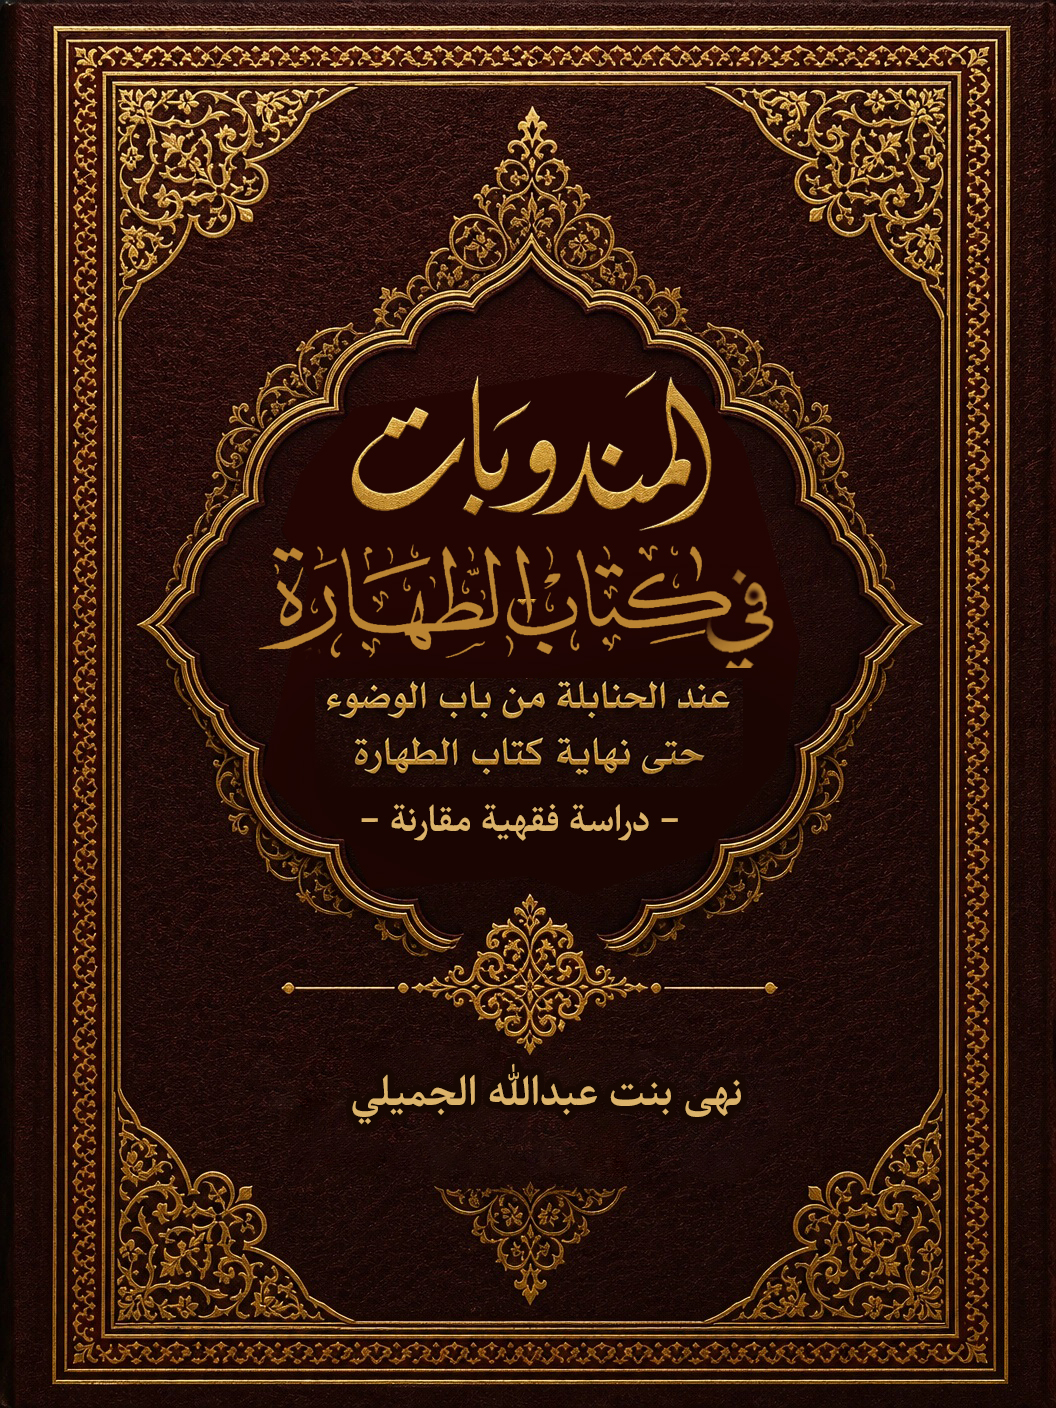 المندوبات
في كتاب الطهارة
عند الحنابلة من باب الوضوء
حتى نهاية كتاب الطهارة
- دراسة فقهية مقارنة -
نهى بنت عبدالله الجميلي